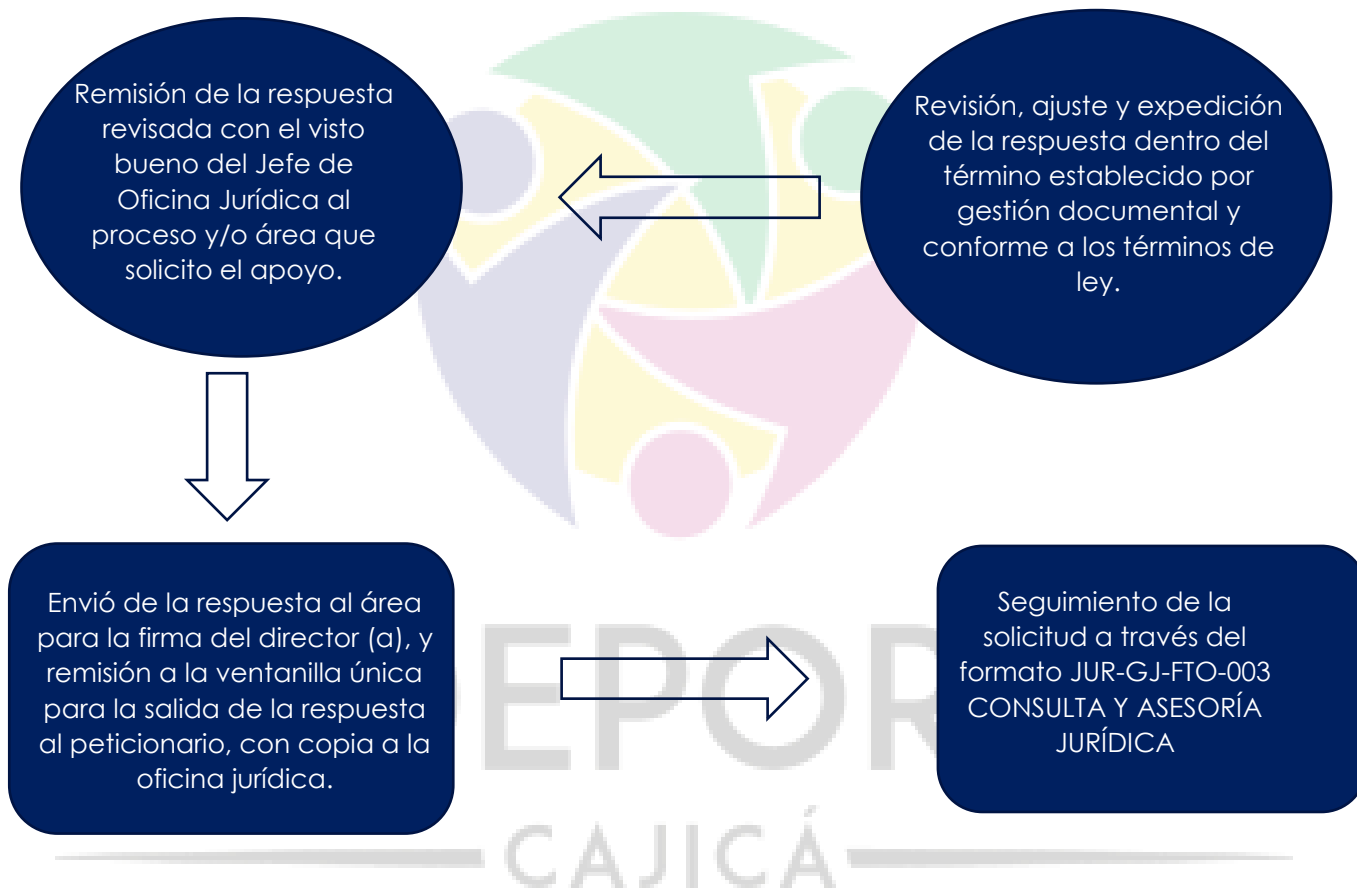 Remisión de la respuesta
revisada con el visto
bueno del Jefe de
Oficina Jurídica al
proceso y/o área que
solicito el apoyo.
Revisión, ajuste y expedición
de la respuesta dentro del
término establecido por
gestión documental y
conforme a los términos de
ley.
Envió de la respuesta al área
para la firma del director (a), y
remisión a la ventanilla única
para la salida de la respuesta
al peticionario, con copia a la
oficina jurídica.
Seguimiento de la
solicitud a través del
formato JUR-GJ-FTO-003
CONSULTA Y ASESORÍA
JURÍDICA
CAJICÁ